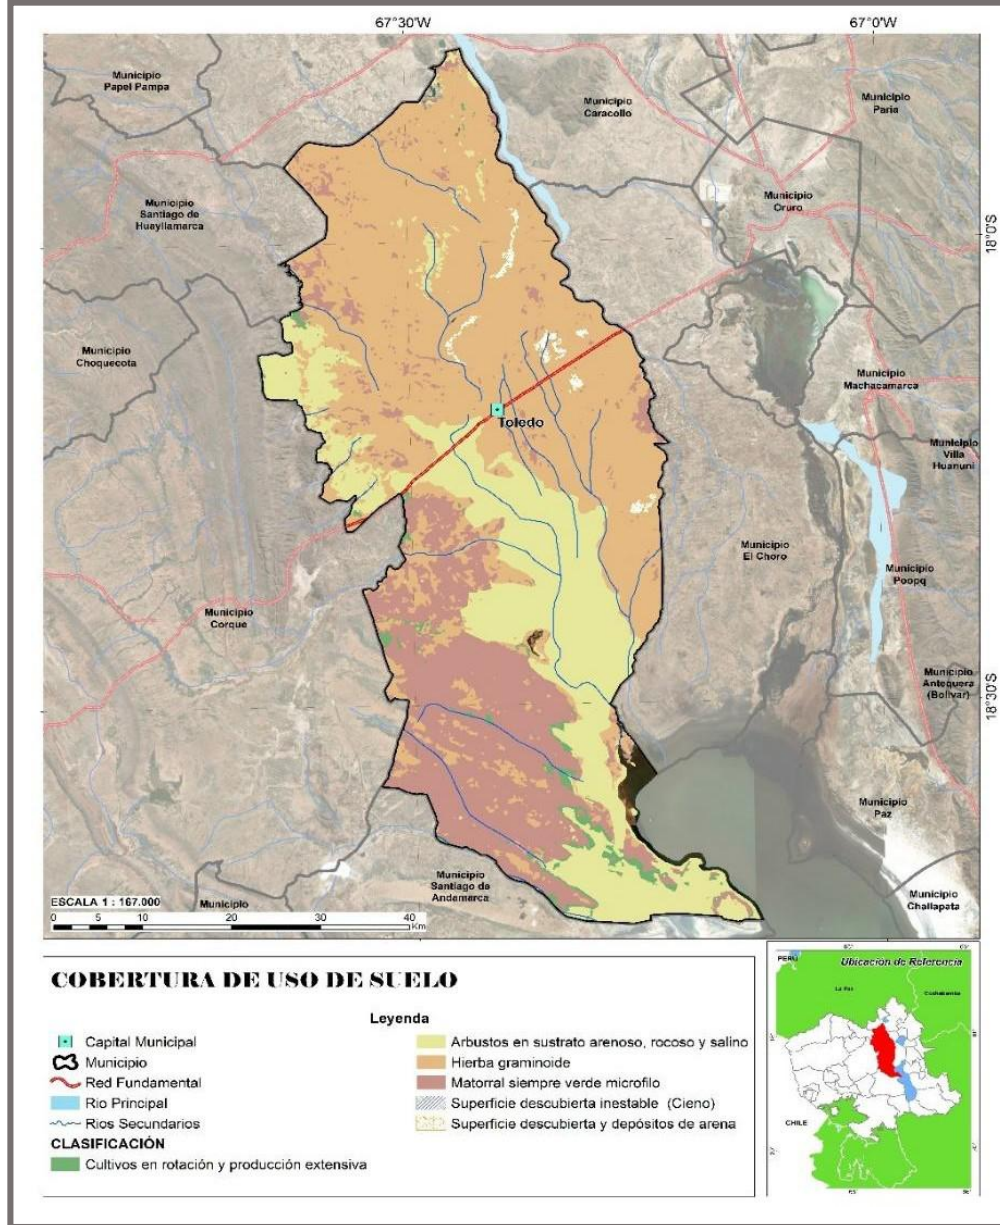 67°30'W
67°0'W
Municipio
Papel Pampa
Municipio
Caracollo
Municipio
Paria
Municipio
Santiago de
Huayllamarca
Municipio
Oruro
18°0'S
Municipio
Choquecota
Municipio
Machacamarca
Toledo
Municipio
Villa
Huanuni
Municipio
El Choro
Municipio
Poopo
Municipio
Corque
Municipio
Antequera
(Bolivar)
18°30'S
Municipio
Paz
Municipio
Santiago de
Andamarca
Municipio
Challapata
Municipio
ESCALA 1 : 167.000
0 5 10 20 30 40
Km
COBERTURA DE USO DE SUELO
Leyenda
Capital Municipal
Municipio
Red Fundamental
Rio Principal
Rios Secundarios
CLASIFICACIÓN
Cultivos en rotación y producción extensiva
Arbustos en sustrato arenoso, rocoso y salino
Hierba graminoide
Matorral siempre verde microfilo
Superficie descubierta inestable (Cieno)
Superficie descubierta y depósitos de arena
Ubicacion de Referencia
PERU
La Paz
Cochabamba
CHILE